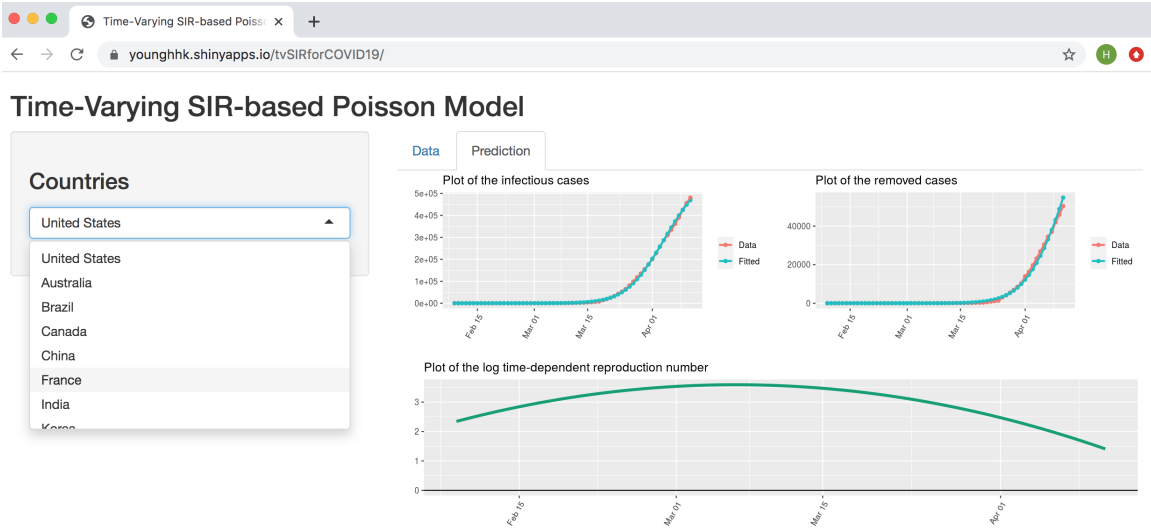 Time-Varying SIR-based Poiss
younghhk.shinyapps.io/tvSIRforCOVID19/
H
Time-Varying SIR-based Poisson Model
Countries
United States
United States
Australia
Brazil
Canada
China
France
India
Korea
Data
Prediction
Plot of the infectious cases
5e+05
4e+05
3e+05
2e+05
1e+05
0e+00
Feb 15
Mar 01
Mar 15
Apr 01
Data
Fitted
Plot of the removed cases
40000
20000
0
Feb 15
Mar 01
Mar 15
Apr 01
Data
Fitted
Plot of the log time-dependent reproduction number
3
2
1
0
Feb 15
Mar 01
Mar 15
Apr 01